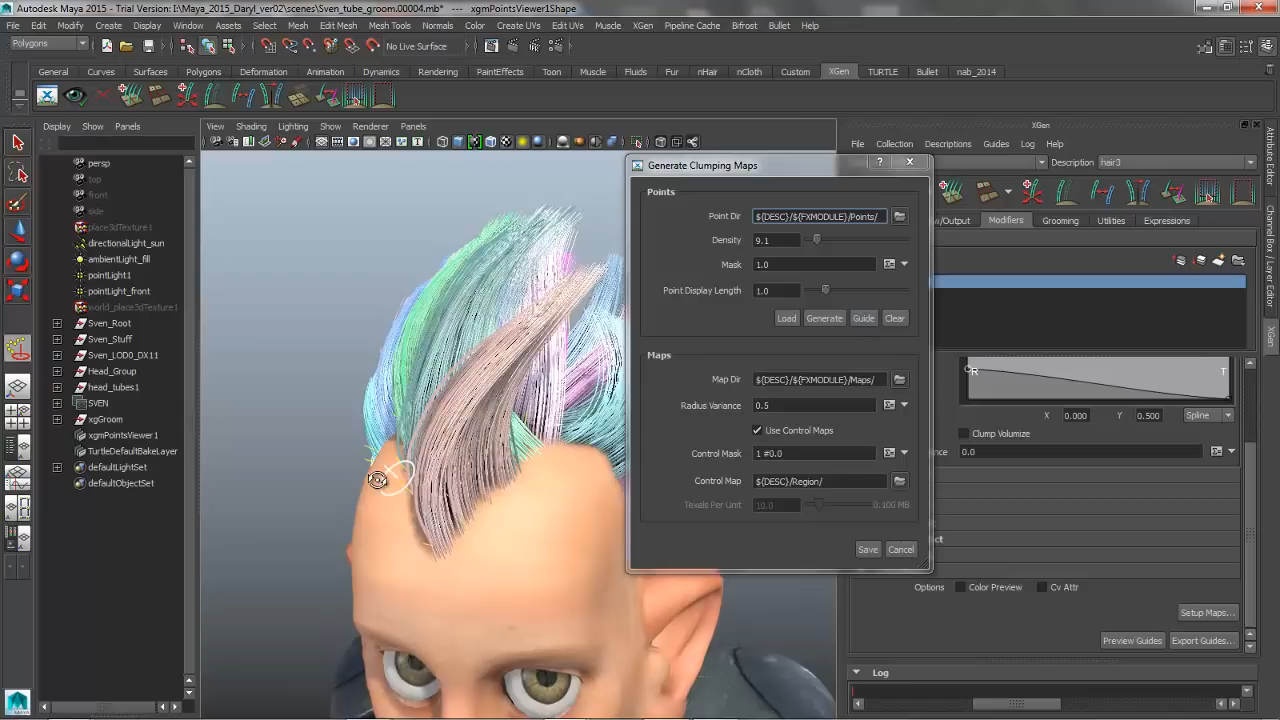 Autodesk Maya 2015 - Trial Version: I:\Maya_2015_Daryl_ver02\scenes\Sven_tube_groom.00004.mb* --- xgmPointsViewer1Shape
File Edit Modify Create Display Window Assets Select Mesh Edit Mesh Mesh Tools Normals Color Create UVs Edit UVs Muscle XGen Pipeline Cache Bifrost Bullet Help
Polygons
No Live Surface
General Curves Surfaces Polygons Deformation Animation Dynamics Rendering PaintEffects Toon Muscle Fluids Fur nHair nCloth Custom XGen TURTLE Bullet nab_2014
Display Show Panels
View Shading Lighting Show Renderer Panels
persp
top
front
side
place3dTexture1
directionalLight_sun
ambientLight_fill
pointLight1
pointLight_front
world_place3dTexture1
Sven_Root
Sven_Stuff
Sven_LOD0_DX11
Head_Group
head_tubes1
SVEN
xgGroom
xgmPointsViewer1
TurtleDefaultBakeLayer
defaultLightSet
defaultObjectSet
Generate Clumping Maps
?
Points
Point Dir ${DESC}/${FXMODULE}/Points/
Density 9.1
Mask 1.0
Point Display Length 1.0
Load Generate Guide Clear
Maps
Map Dir ${DESC}/${FXMODULE}/Maps/
Radius Variance 0.5
Use Control Maps
Control Mask 1 #0.0
Control Map ${DESC}/Region/
Texels Per Unit 10.0 0.100 MB
Save Cancel
XGen
File Collection Descriptions Guides Log Help
Description hair3
/Output Modifiers Grooming Utilities Expressions
R T
X 0.000 Y 0.500 Spline
Clump Volumize
nce 0.0
ct
Options Color Preview Cv Attr
Setup Maps...
Preview Guides Export Guides...
Log
Attribute Editor
Channel Box / Layer Editor
XGen